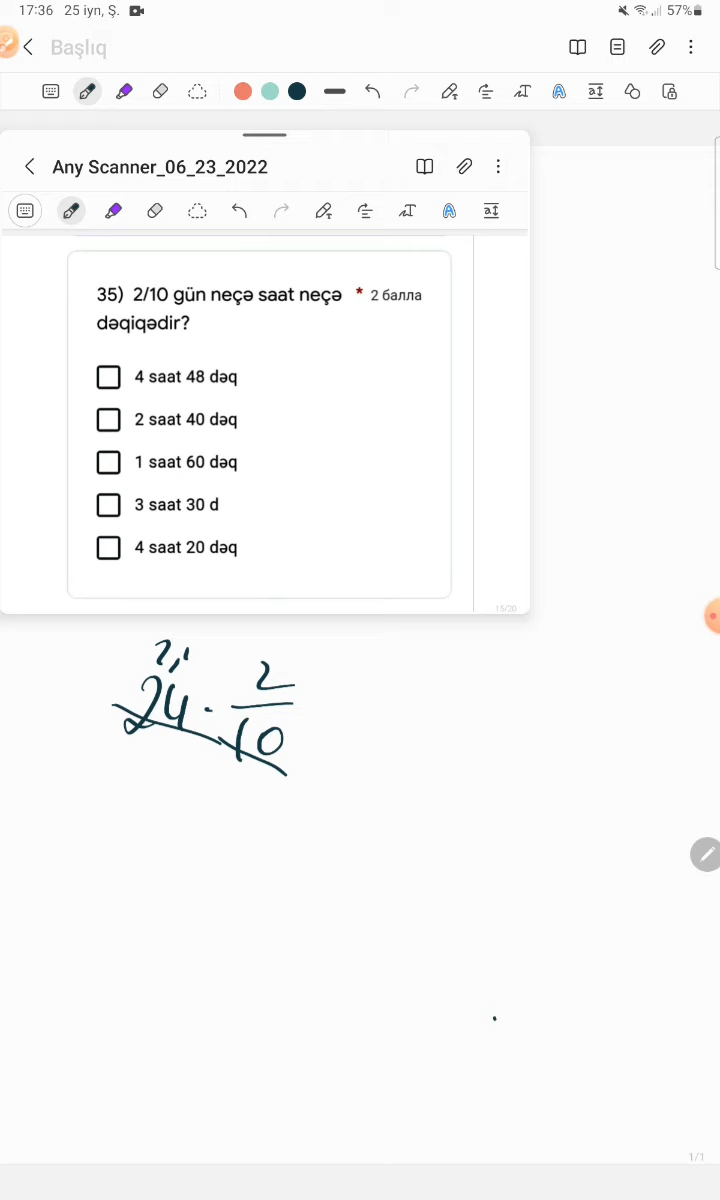 17:36 25 iyn, Ş. 57%
Başlıq
Any Scanner_06_23_2022
35) 2/10 gün neçə saat neçə * 2 балла
dəqiqədir?
4 saat 48 dəq
2 saat 40 dəq
1 saat 60 dəq
3 saat 30 d
4 saat 20 dəq
15/20
24 · 2
10
1/1